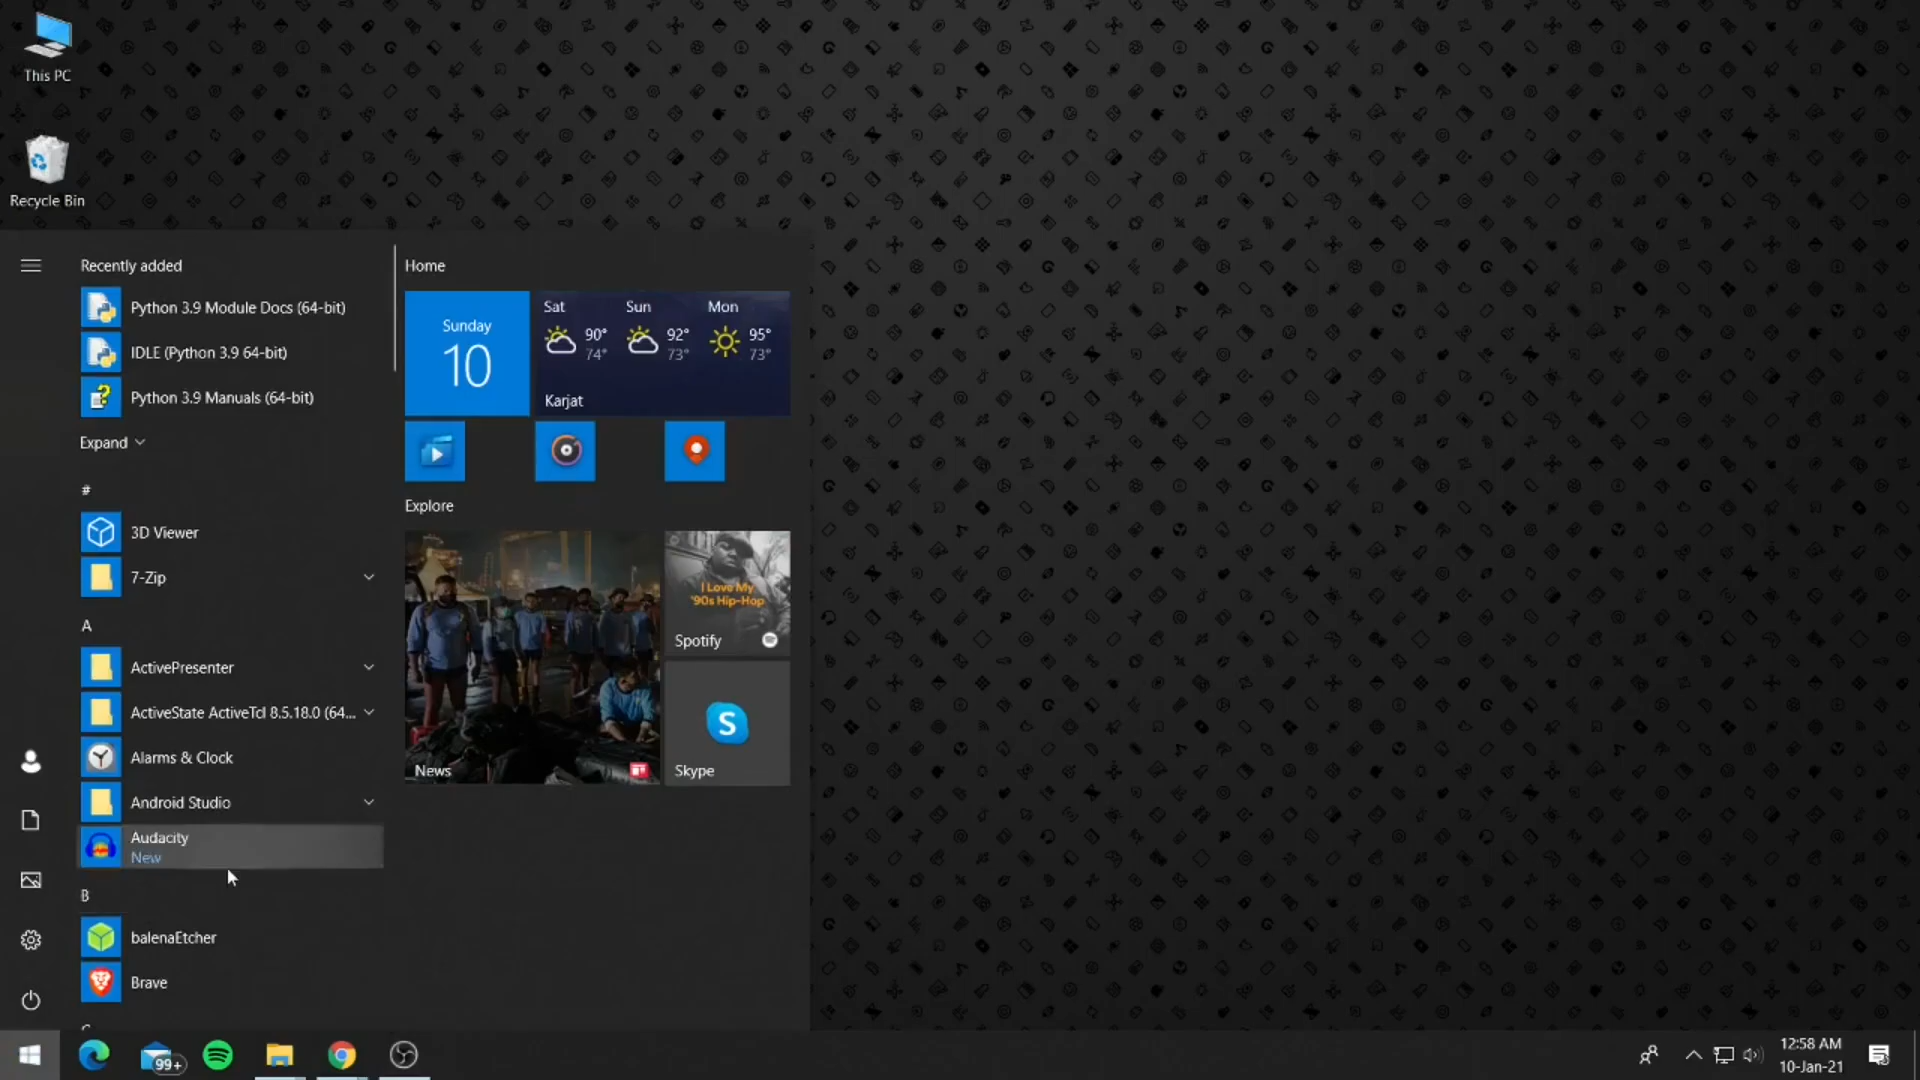 This PC
Recycle Bin
Recently added
Python 3.9 Module Docs (64-bit)
IDLE (Python 3.9 64-bit)
Python 3.9 Manuals (64-bit)
Expand
#
3D Viewer
7-Zip
A
ActivePresenter
ActiveState ActiveTcl 8.5.18.0 (64...
Alarms & Clock
Android Studio
Audacity
New
B
balenaEtcher
Brave
Home
Sunday
10
Sat Sun Mon
90° 92° 95°
74° 73° 73°
Karjat
Explore
News
I Love My
'90s Hip-Hop
Spotify
S
Skype
99+
12:58 AM
10-Jan-21